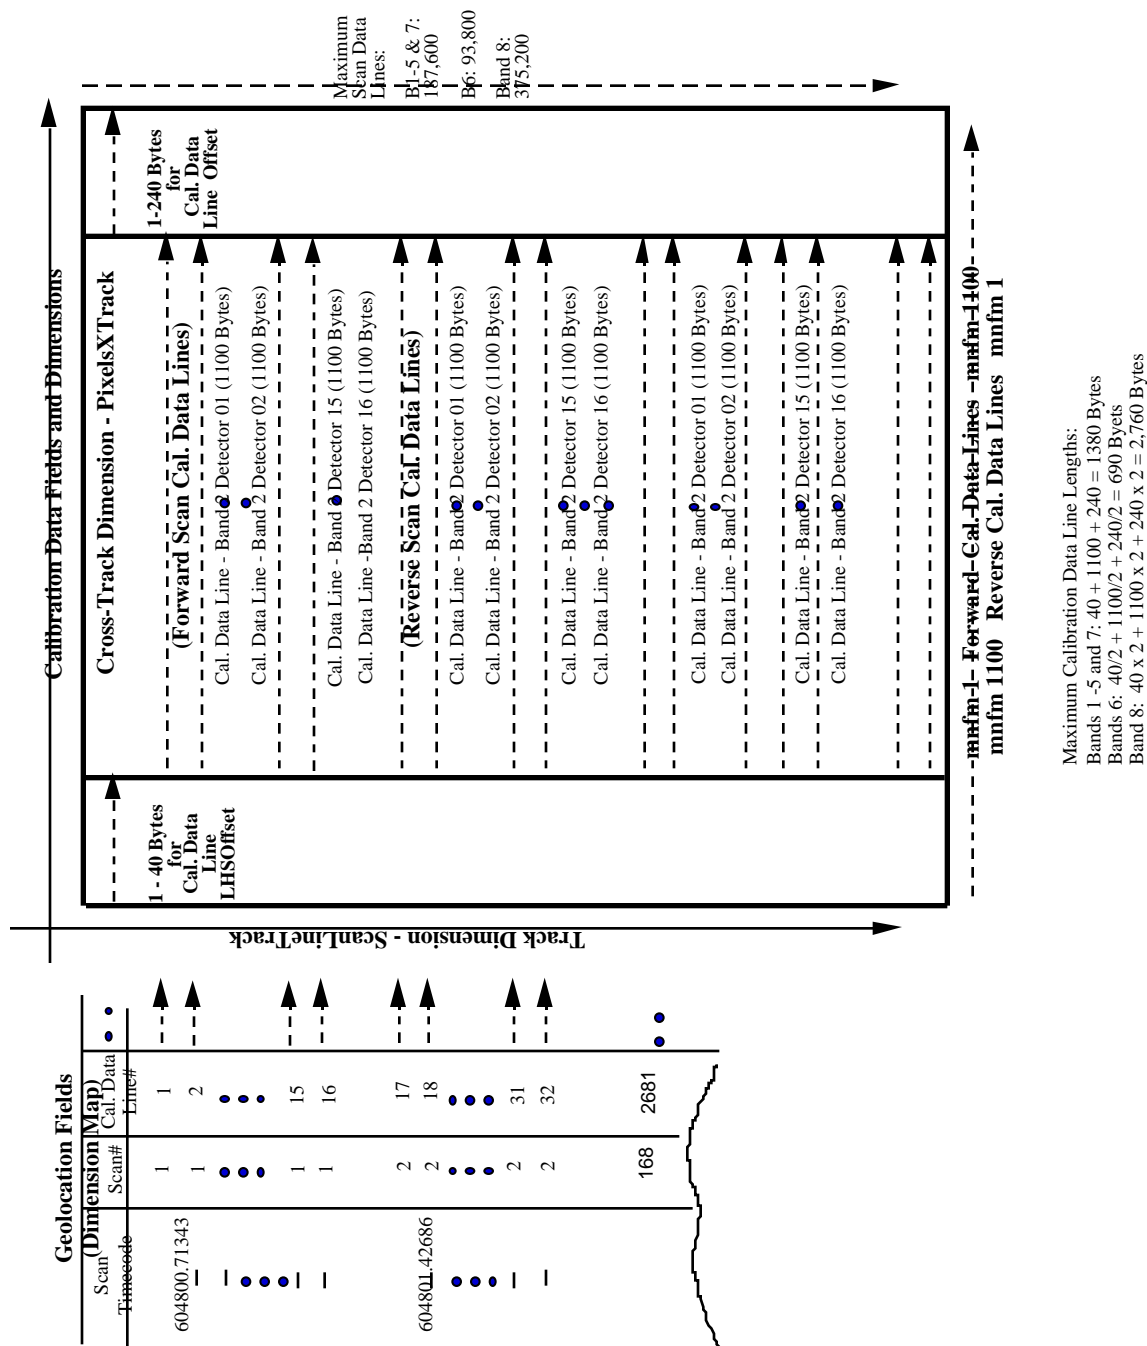 Calibration Data Fields and Dimensions
Maximum
Scan Data
Lines:
B1-5 & 7:
187,600
B6: 93,800
Band 8:
375,200
Cross-Track Dimension - PixelsXTrack
1-240 Bytes
for
Cal. Data
Line Offset
(Forward Scan Cal. Data Lines)
Cal. Data Line - Band 2 Detector 01 (1100 Bytes)
Cal. Data Line - Band 2 Detector 02 (1100 Bytes)
Cal. Data Line - Band 2 Detector 15 (1100 Bytes)
Cal. Data Line -Band 2 Detector 16 (1100 Bytes)
(Reverse Scan Cal. Data Lines)
Cal. Data Line - Band 2 Detector 01 (1100 Bytes)
Cal. Data Line - Band 2 Detector 02 (1100 Bytes)
Cal. Data Line - Band 2 Detector 15 (1100 Bytes)
Cal. Data Line - Band 2 Detector 16 (1100 Bytes)
Cal. Data Line - Band 2 Detector 01 (1100 Bytes)
Cal. Data Line - Band 2 Detector 02 (1100 Bytes)
Cal. Data Line - Band 2 Detector 15 (1100 Bytes)
Cal. Data Line - Band 2 Detector 16 (1100 Bytes)
1 - 40 Bytes
for
Cal. Data
Line
LHSOffset
mnfm 1 Forward Cal. Data Lines mnfm 1100
mnfm 1100 Reverse Cal. Data Lines mnfm 1
Maximum Calibration Data Line Lengths:
Bands 1 -5 and 7: 40 + 1100 + 240 = 1380 Bytes
Bands 6: 40/2 + 1100/2 + 240/2 = 690 Byets
Band 8: 40 x 2 + 1100 x 2 + 240 x 2 = 2,760 Bytes
Track Dimension - ScanLineTrack
Geolocation Fields
(Dimension Map)
Scan
Timecode
Scan#
Cal. Data
Line#
604800.71343
1
1
1
2
1
15
1
16
604801.42686
2
17
2
18
2
31
2
32
168
2681